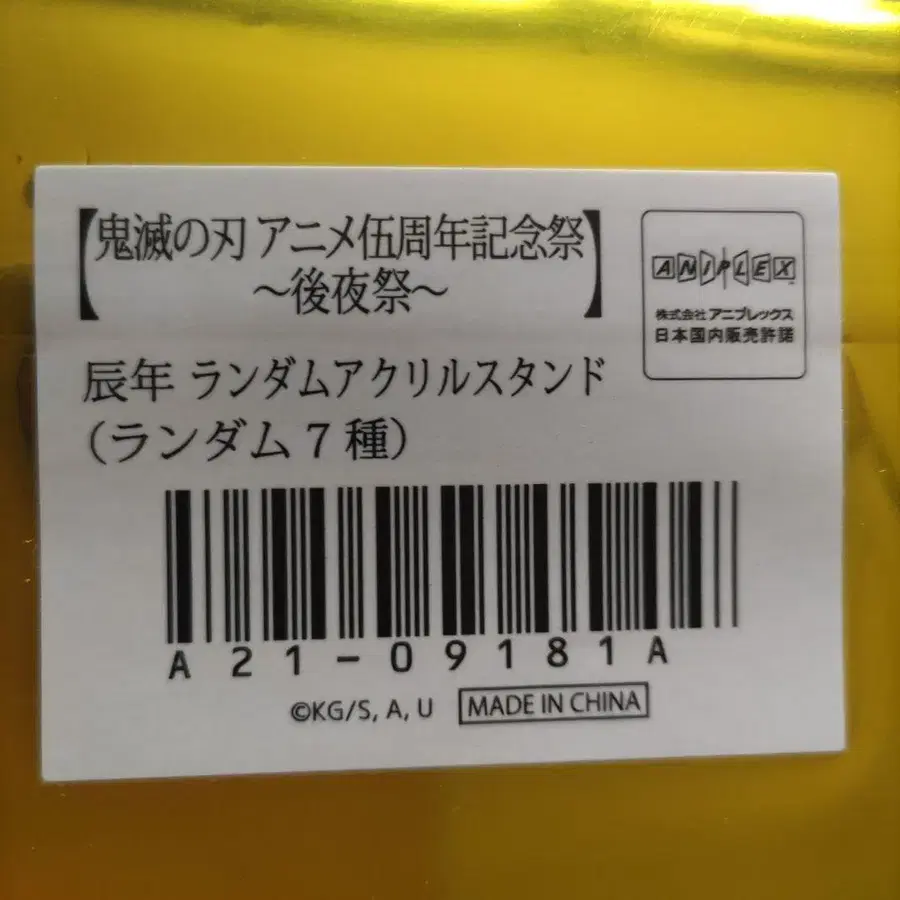 【鬼滅の刃 アニメ伍周年記念祭
～後夜祭～】
ANIPLEX
株式会社 アニプレックス
日本国内販売許諾
辰年 ランダムアクリルスタンド
（ランダム7種）
A21-09181A
©KG/S, A, U
MADE IN CHINA